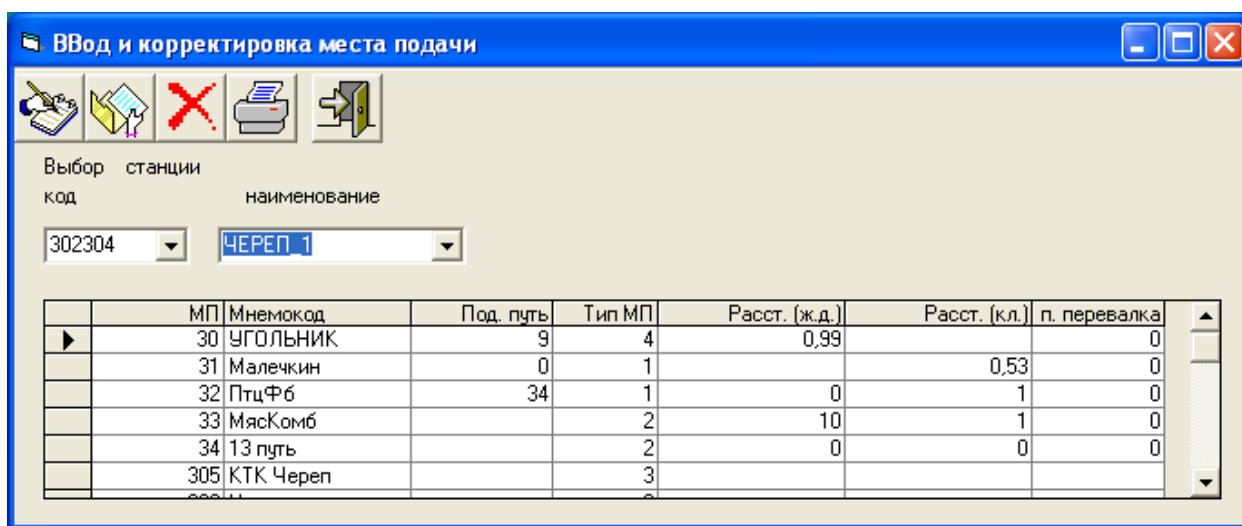 ВВод и корректировка места подачи
Выбор станции
код наименование
302304 ЧЕРЕП_1
МП Мнемокод Под. путь Тип МП Расст. (ж.д.) Расст. (кл.) п. перевалка
30 УГОЛЬНИК 9 4 0,99 0
31 Малечкин 0 1 0,53 0
32 ПтцФб 34 1 0 1 0
33 МясКомб 2 10 1 0
34 13 путь 2 0 0 0
305 КТК Череп 3